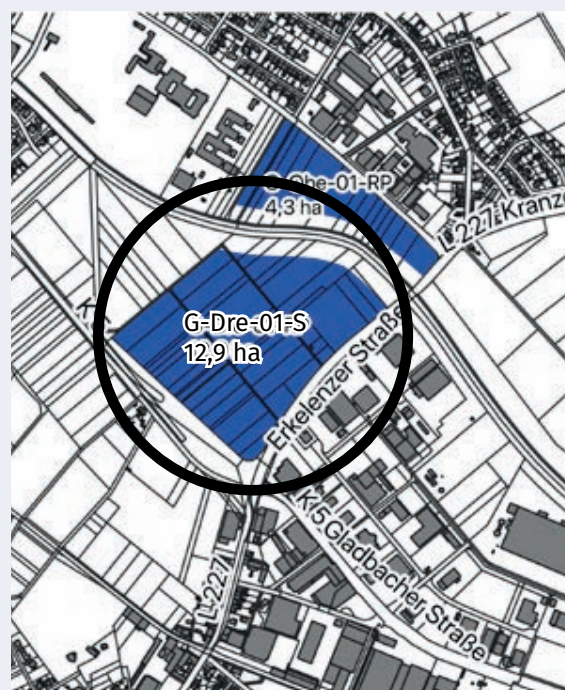 4,3 ha
L 227 Kranz
G-Dre-01-S
12,9 ha
Erkelenzer Straße
K 5 Gladbacher Straße
L 227